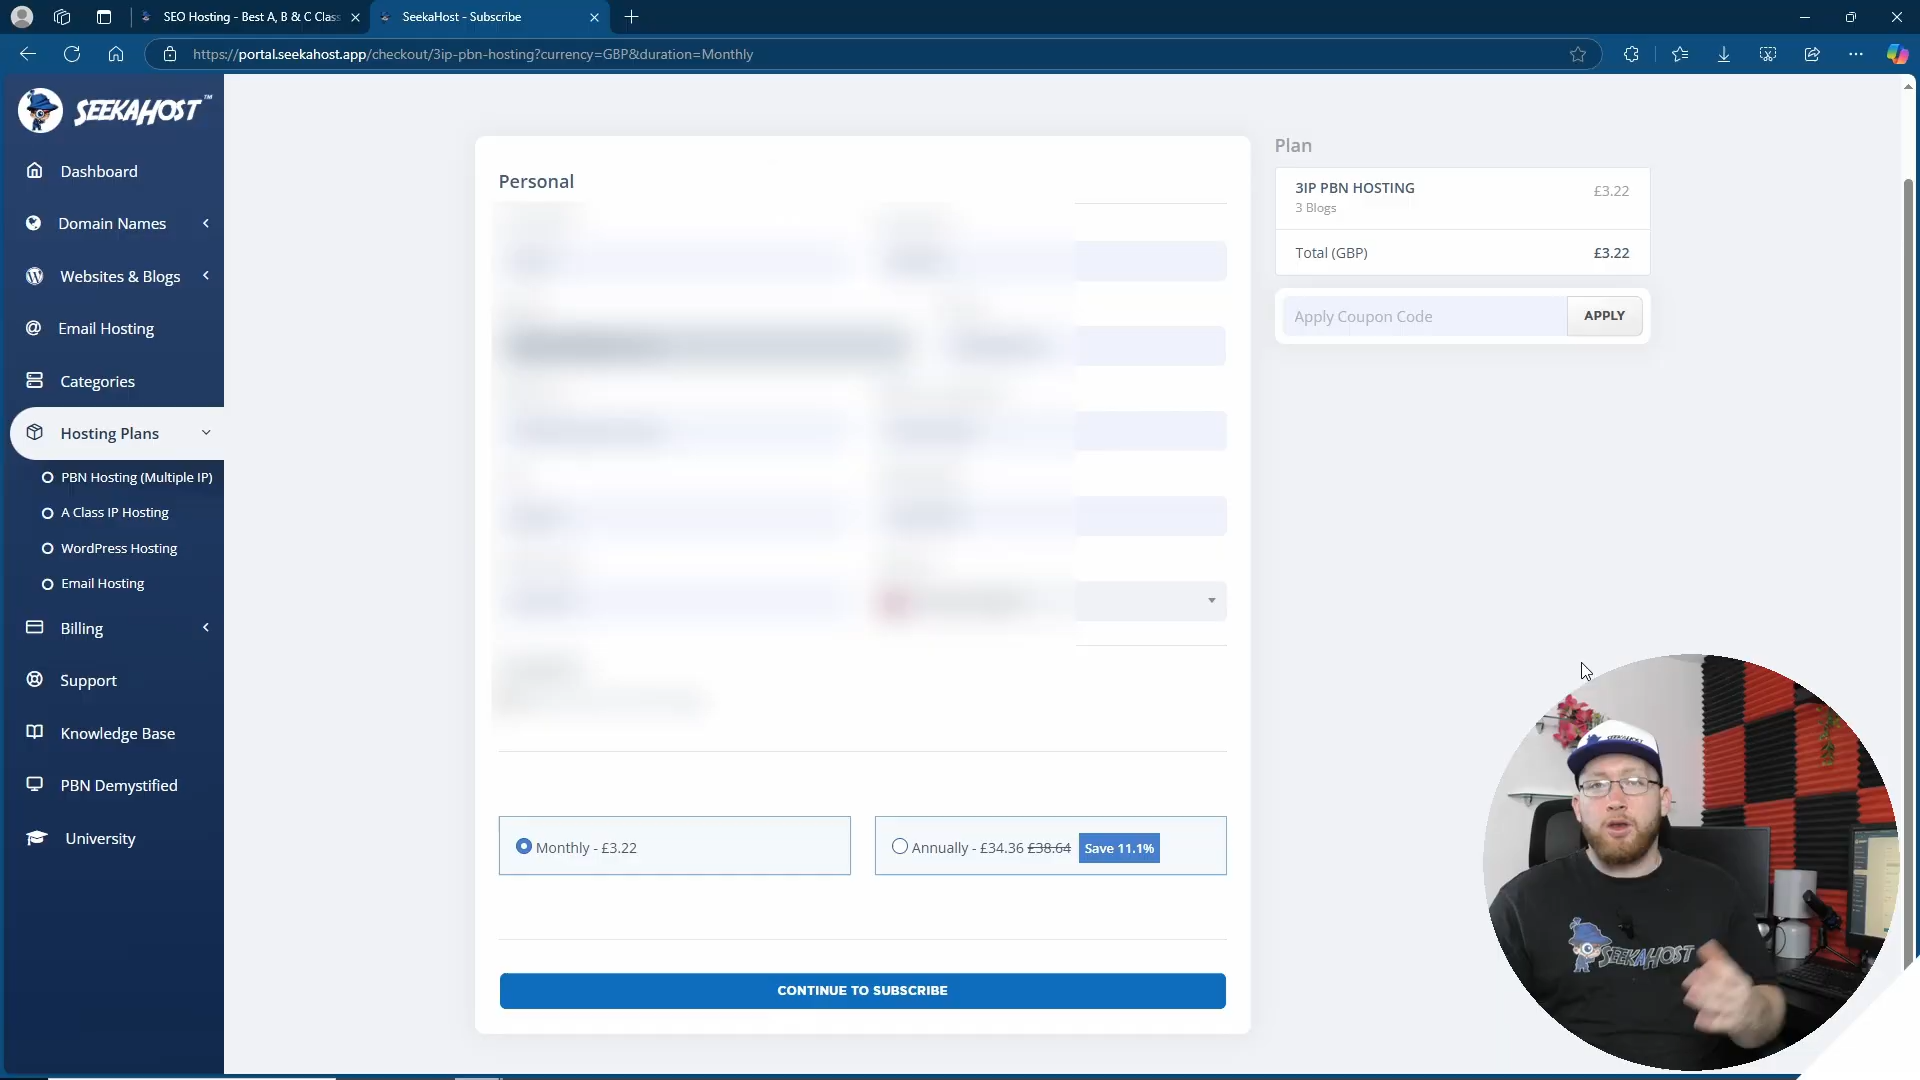 SEO Hosting - Best A, B & C Class
SeekaHost - Subscribe
https://portal.seekahost.app/checkout/3ip-pbn-hosting?currency=GBP&duration=Monthly
SEEKAHOST™
Dashboard
Domain Names
Websites & Blogs
Email Hosting
Categories
Hosting Plans
PBN Hosting (Multiple IP)
A Class IP Hosting
WordPress Hosting
Email Hosting
Billing
Support
Knowledge Base
PBN Demystified
University
Personal
Monthly - £3.22
Annually - £34.36 £38.64 Save 11.1%
CONTINUE TO SUBSCRIBE
Plan
3IP PBN HOSTING £3.22
3 Blogs
Total (GBP) £3.22
Apply Coupon Code APPLY
SEEKAHOST